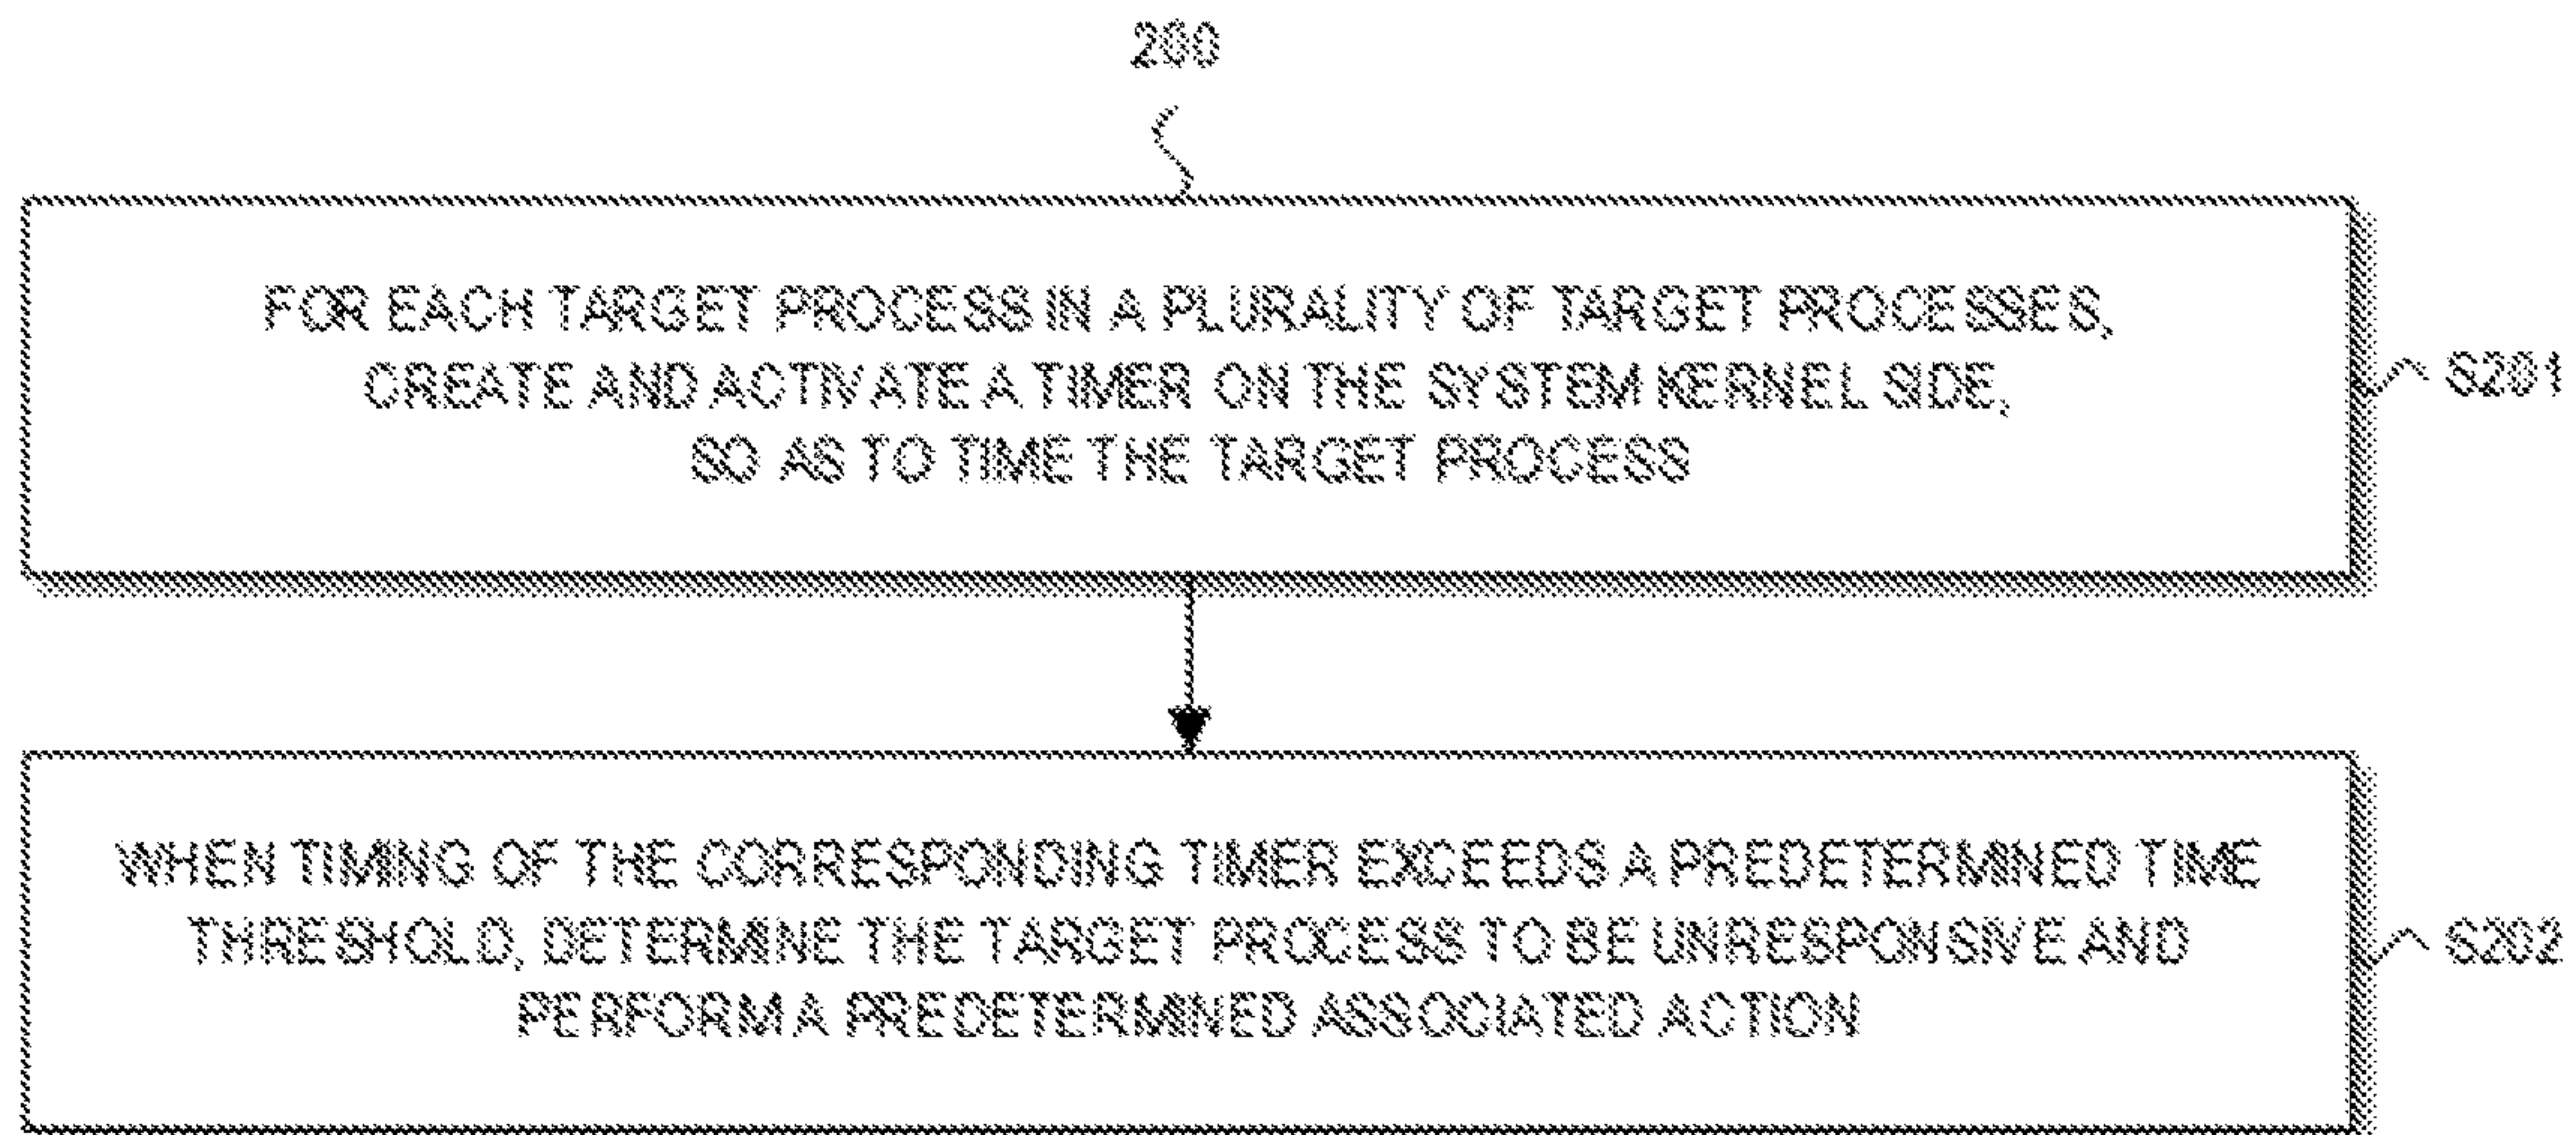 200
FOR EACH TARGET PROCESS IN A PLURALITY OF TARGET PROCESSES,
CREATE AND ACTIVATE A TIMER ON THE SYSTEM KERNEL SIDE,
SO AS TO TIME THE TARGET PROCESS
S201
WHEN TIMING OF THE CORRESPONDING TIMER EXCEEDS A PREDETERMINED TIME
THRESHOLD, DETERMINE THE TARGET PROCESS TO BE UNRESPONSIVE AND
PERFORM A PREDETERMINED ASSOCIATED ACTION
S202